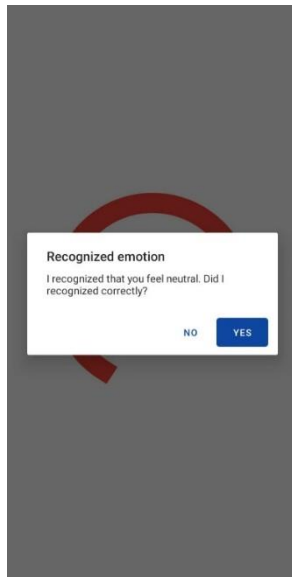 Recognized emotion
I recognized that you feel neutral. Did I
recognized correctly?
NO
YES